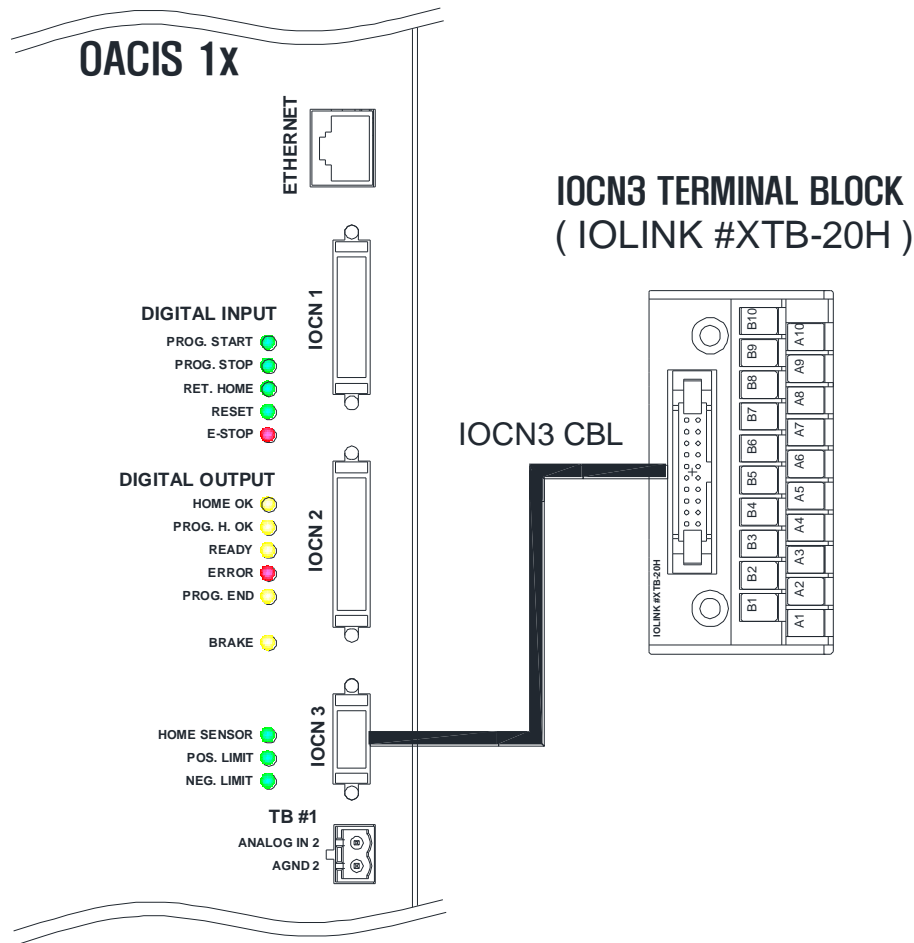 OACIS 1x
ETHERNET
IOCN3 TERMINAL BLOCK
( IOLINK #XTB-20H )
IOCN 1
DIGITAL INPUT
PROG. START
PROG. STOP
RET. HOME
RESET
E-STOP
IOCN3 CBL
DIGITAL OUTPUT
HOME OK
PROG. H. OK
READY
ERROR
PROG. END
BRAKE
IOCN 2
HOME SENSOR
POS. LIMIT
NEG. LIMIT
IOCN 3
TB #1
ANALOG IN 2
AGND 2
IOLINK #XTB-20H
B10
B9
B8
B7
B6
B5
B4
B3
B2
B1
A10
A9
A8
A7
A6
A5
A4
A3
A2
A1